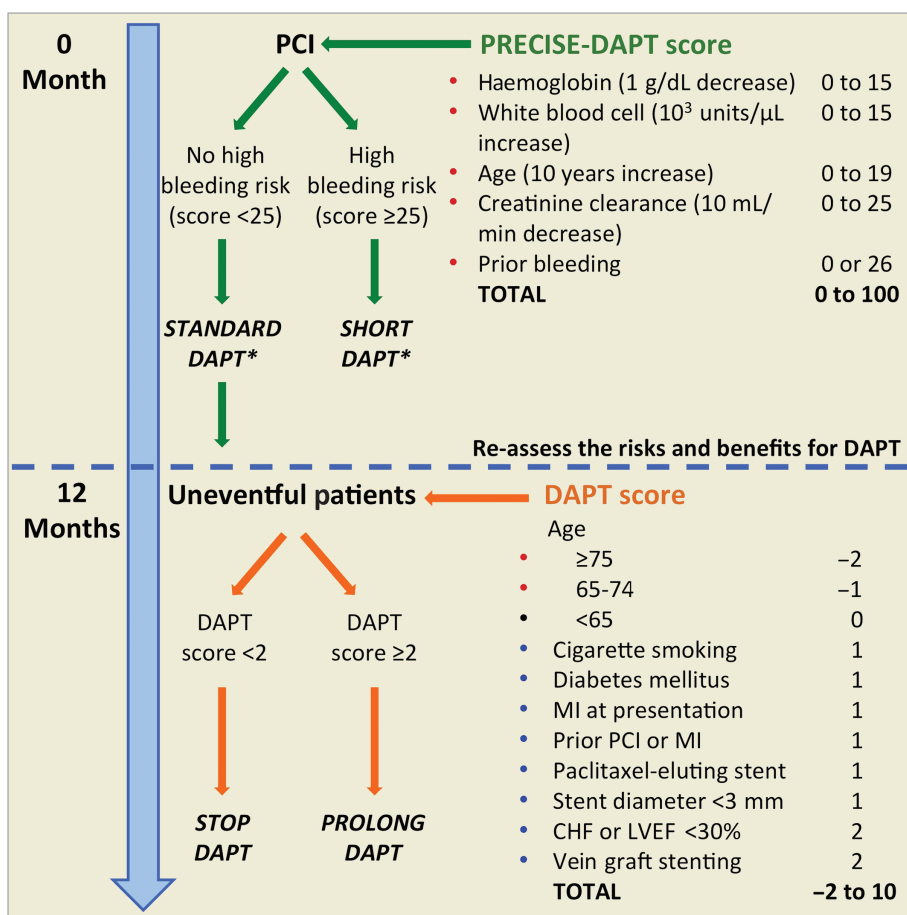 0
Month
PCI
PRECISE-DAPT score
• Haemoglobin (1 g/dL decrease) 0 to 15
• White blood cell (10³ units/µL 0 to 15
increase)
• Age (10 years increase) 0 to 19
• Creatinine clearance (10 mL/ 0 to 25
min decrease)
• Prior bleeding 0 or 26
TOTAL 0 to 100
No high
bleeding risk
(score <25)
High
bleeding risk
(score ≥25)
STANDARD
DAPT*
SHORT
DAPT*
Re-assess the risks and benefits for DAPT
12
Months
Uneventful patients
DAPT score
Age
• ≥75 −2
• 65-74 −1
• <65 0
• Cigarette smoking 1
• Diabetes mellitus 1
• MI at presentation 1
• Prior PCI or MI 1
• Paclitaxel-eluting stent 1
• Stent diameter <3 mm 1
• CHF or LVEF <30% 2
• Vein graft stenting 2
TOTAL −2 to 10
DAPT
score <2
DAPT
score ≥2
STOP
DAPT
PROLONG
DAPT